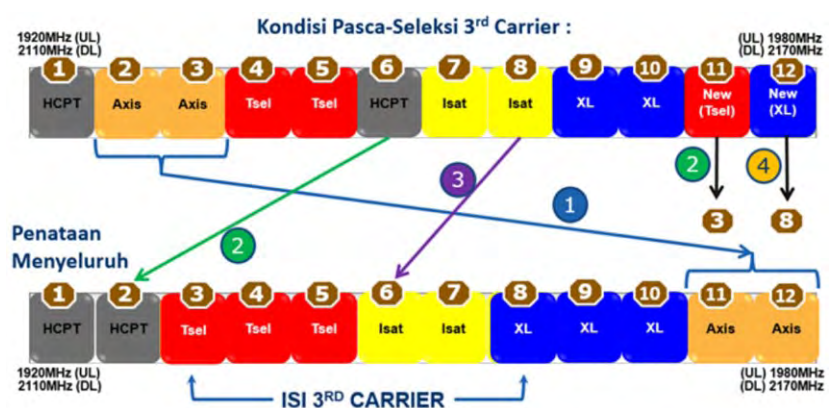 Kondisi Pasca-Seleksi 3rd Carrier :
1920MHz (UL)
2110MHz (DL)
(UL) 1980MHz
(DL) 2170MHz
1 2 3 4 5 6 7 8 9 10 11 12
HCPT Axis Axis Tsel Tsel HCPT Isat Isat XL XL New (Tsel) New (XL)
2 4
3
1
3 8
2
Penataan
Menyeluruh
1 2 3 4 5 6 7 8 9 10 11 12
HCPT HCPT Tsel Tsel Tsel Isat Isat XL XL XL Axis Axis
1920MHz (UL)
2110MHz (DL)
(UL) 1980MHz
(DL) 2170MHz
ISI 3RD CARRIER